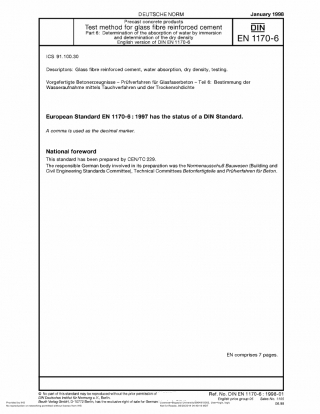 DEUTSCHE NORM
January 1998
Precast concrete products
Test method for glass fibre reinforced cement
Part 6: Determination of the absorption of water by immersion
and determination of the dry density
English version of DIN EN 1170-6
DIN
EN 1170-6
ICS 91.100.30
Descriptors: Glass fibre reinforced cement, water absorption, dry density, testing.
Vorgefertigte Betonerzeugnisse – Prüfverfahren für Glasfaserbeton – Teil 6: Bestimmung der
Wasseraufnahme mittels Tauchverfahren und der Trockenrohdichte
European Standard EN 1170-6 : 1997 has the status of a DIN Standard.
A comma is used as the decimal marker.
National foreword
This standard has been prepared by CEN/TC 229.
The responsible German body involved in its preparation was the Normenausschuß Bauwesen (Building and
Civil Engineering Standards Committee), Technical Committees Betonfertigteile and Prüfverfahren für Beton.
EN comprises 7 pages.
© No part of this standard may be reproduced without the prior permission of
DIN Deutsches Institut für Normung e.V., Berlin.
Beuth Verlag GmbH, D-10772 Berlin, has the exclusive right of sale for German
Ref. No. DIN EN 1170-6 : 1998-01
English price group 06 Sales No. 1106